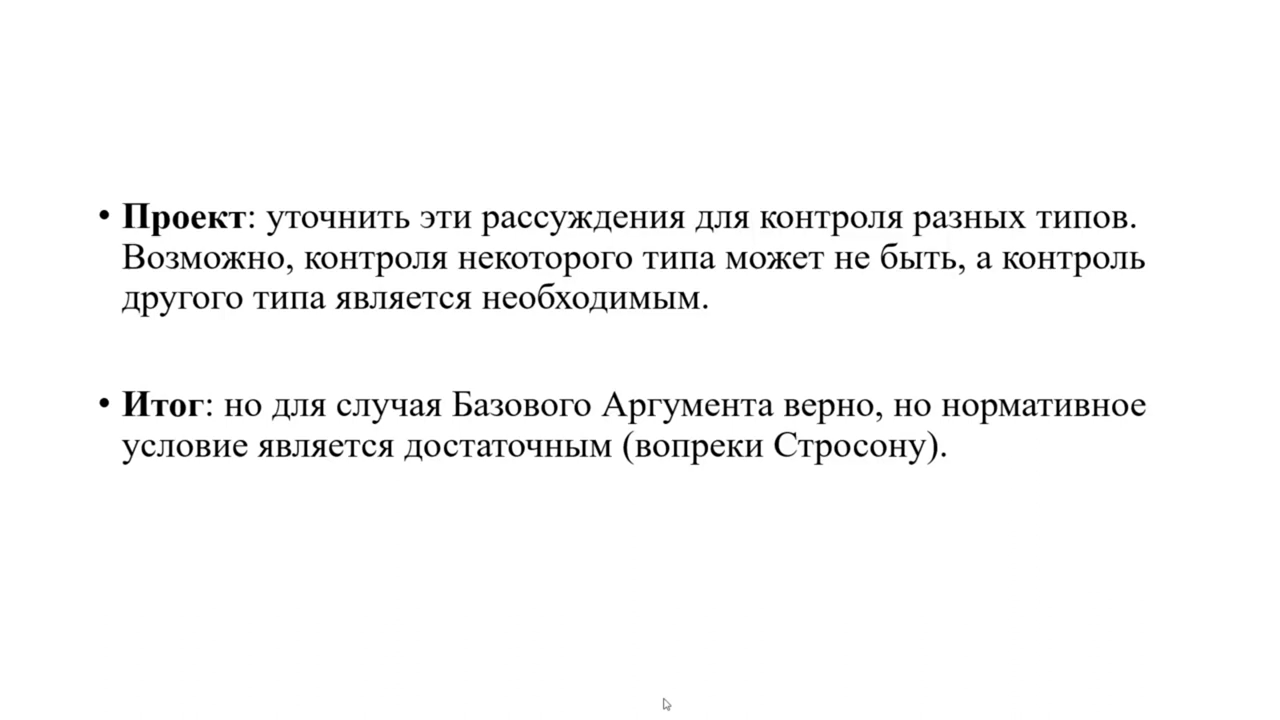 • Проект: уточнить эти рассуждения для контроля разных типов.
Возможно, контроля некоторого типа может не быть, а контроль
другого типа является необходимым.
• Итог: но для случая Базового Аргумента верно, но нормативное
условие является достаточным (вопреки Стросону).